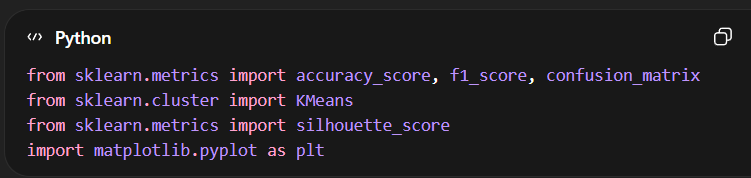 Python
from sklearn.metrics import accuracy_score, f1_score, confusion_matrix
from sklearn.cluster import KMeans
from sklearn.metrics import silhouette_score
import matplotlib.pyplot as plt